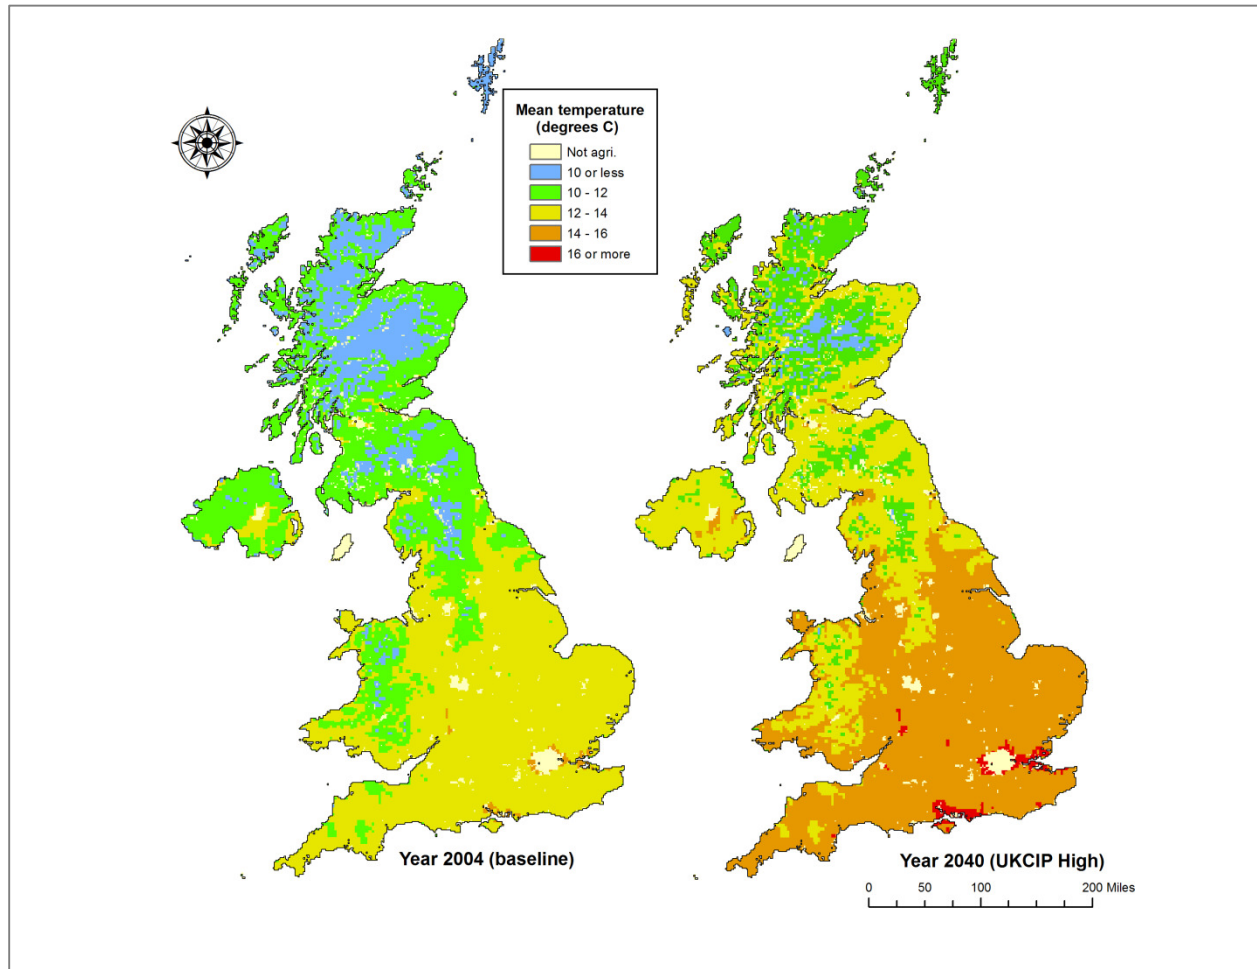 Mean temperature
(degrees C)
Not agri.
10 or less
10 - 12
12 - 14
14 - 16
16 or more
Year 2004 (baseline)
Year 2040 (UKCIP High)
0 50 100 200 Miles